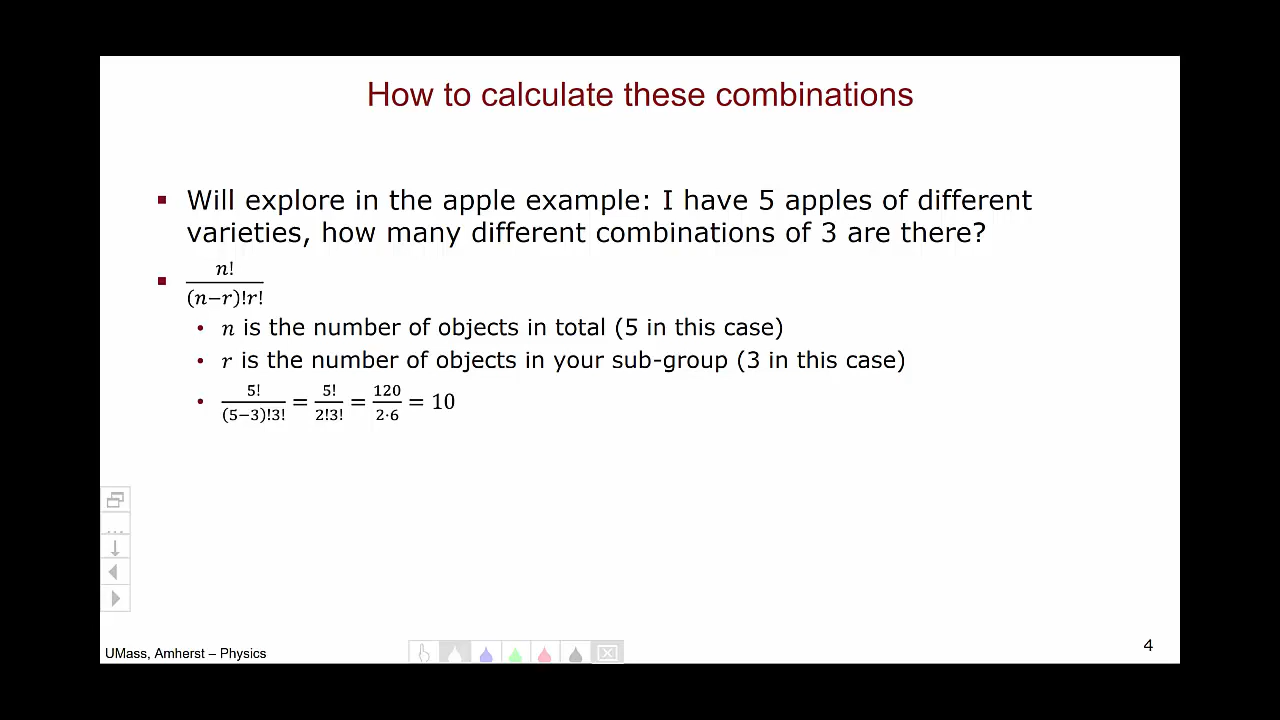 How to calculate these combinations
▪ Will explore in the apple example: I have 5 apples of different
varieties, how many different combinations of 3 are there?
▪ n! / (n−r)!r!
• n is the number of objects in total (5 in this case)
• r is the number of objects in your sub-group (3 in this case)
• 5! / (5−3)!3! = 5! / 2!3! = 120 / 2·6 = 10
UMass, Amherst – Physics
4